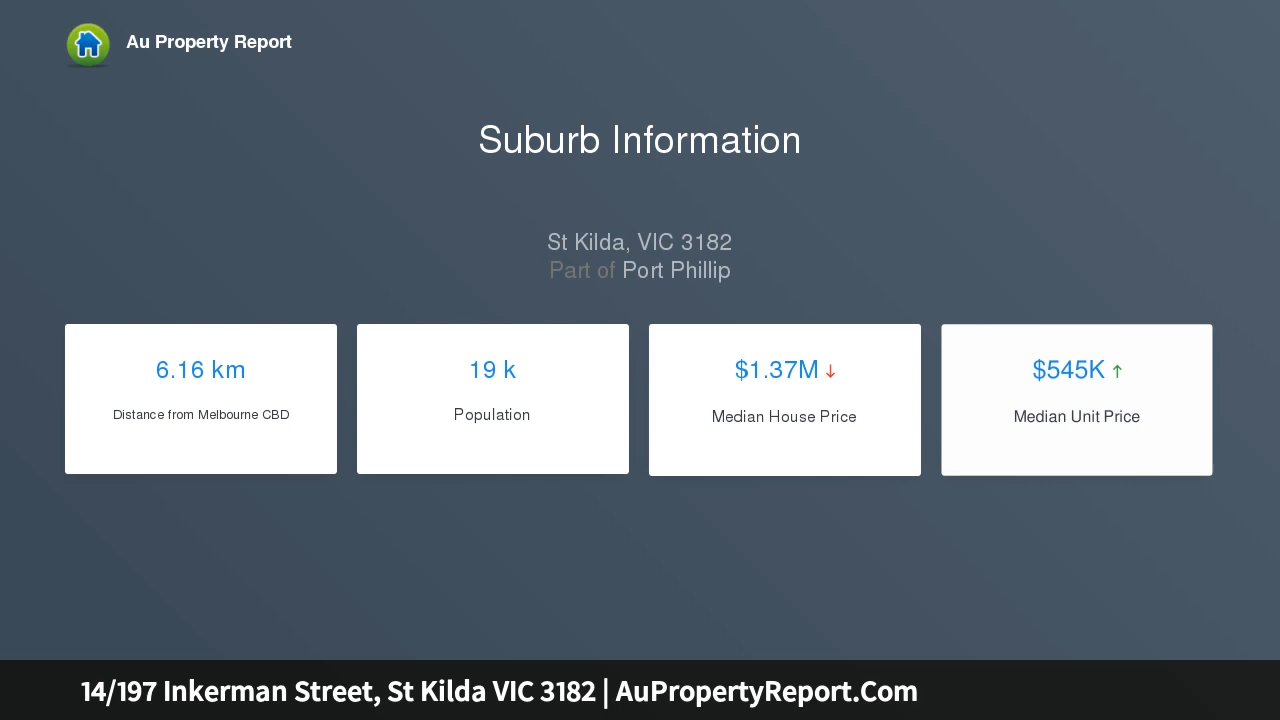 Au Property Report
Suburb Information
St Kilda, VIC 3182
Part of Port Phillip
6.16 km
Distance from Melbourne CBD
19 k
Population
$1.37M ↓
Median House Price
$545K ↑
Median Unit Price
14/197 Inkerman Street, St Kilda VIC 3182 | AuPropertyReport.Com